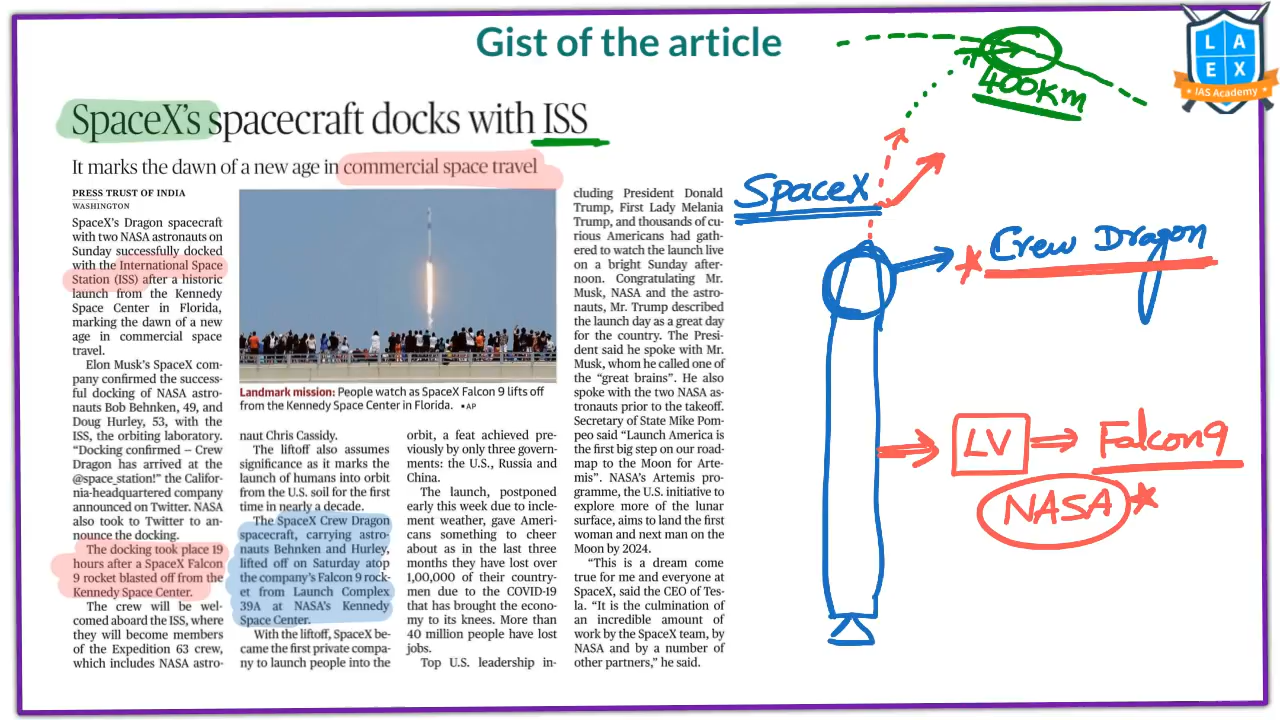 Gist of the article
L A
E X
IAS Academy
SpaceX's spacecraft docks with ISS
It marks the dawn of a new age in commercial space travel
PRESS TRUST OF INDIA
WASHINGTON
SpaceX's Dragon spacecraft
with two NASA astronauts on
Sunday successfully docked
with the International Space
Station (ISS) after a historic
launch from the Kennedy
Space Center in Florida,
marking the dawn of a new
age in commercial space
travel.
Elon Musk's SpaceX com-
pany confirmed the success-
ful docking of NASA astro-
nauts Bob Behnken, 49, and
Doug Hurley, 53, with the
ISS, the orbiting laboratory.
"Docking confirmed – Crew
Dragon has arrived at the
@space_station!" the Califor-
nia-headquartered company
announced on Twitter. NASA
also took to Twitter to an-
nounce the docking.
The docking took place 19
hours after a SpaceX Falcon
9 rocket blasted off from the
Kennedy Space Center.
The crew will be wel-
comed aboard the ISS, where
they will become members
of the Expedition 63 crew,
which includes NASA astro-
Landmark mission: People watch as SpaceX Falcon 9 lifts off
from the Kennedy Space Center in Florida. •AP
naut Chris Cassidy.
The liftoff also assumes
significance as it marks the
launch of humans into orbit
from the U.S. soil for the first
time in nearly a decade.
The SpaceX Crew Dragon
spacecraft, carrying astro-
nauts Behnken and Hurley,
lifted off on Saturday atop
the company's Falcon 9 rock-
et from Launch Complex
39A at NASA's Kennedy
Space Center.
With the liftoff, SpaceX be-
came the first private compa-
ny to launch people into the
orbit, a feat achieved pre-
viously by only three govern-
ments: the U.S., Russia and
China.
The launch, postponed
early this week due to incle-
ment weather, gave Ameri-
cans something to cheer
about as in the last three
months they have lost over
1,00,000 of their country-
men due to the COVID-19
that has brought the econo-
my to its knees. More than
40 million people have lost
jobs.
Top U.S. leadership in-
cluding President Donald
Trump, First Lady Melania
Trump, and thousands of cu-
rious Americans had gath-
ered to watch the launch live
on a bright Sunday after-
noon. Congratulating Mr.
Musk, NASA and the astro-
nauts, Mr. Trump described
the launch day as a great day
for the country. The Presi-
dent said he spoke with Mr.
Musk, whom he called one of
the "great brains". He also
spoke with the two NASA as-
tronauts prior to the takeoff.
Secretary of State Mike Pom-
peo said "Launch America is
the first big step on our road-
map to the Moon for Arte-
mis". NASA's Artemis pro-
gramme, the U.S. initiative to
explore more of the lunar
surface, aims to land the first
woman and next man on the
Moon by 2024.
"This is a dream come
true for me and everyone at
SpaceX, said the CEO of Tes-
la. "It is the culmination of
an incredible amount of
work by the SpaceX team, by
NASA and by a number of
other partners," he said.
400Km
SpaceX
Crew Dragon
LV
Falcon9
NASA